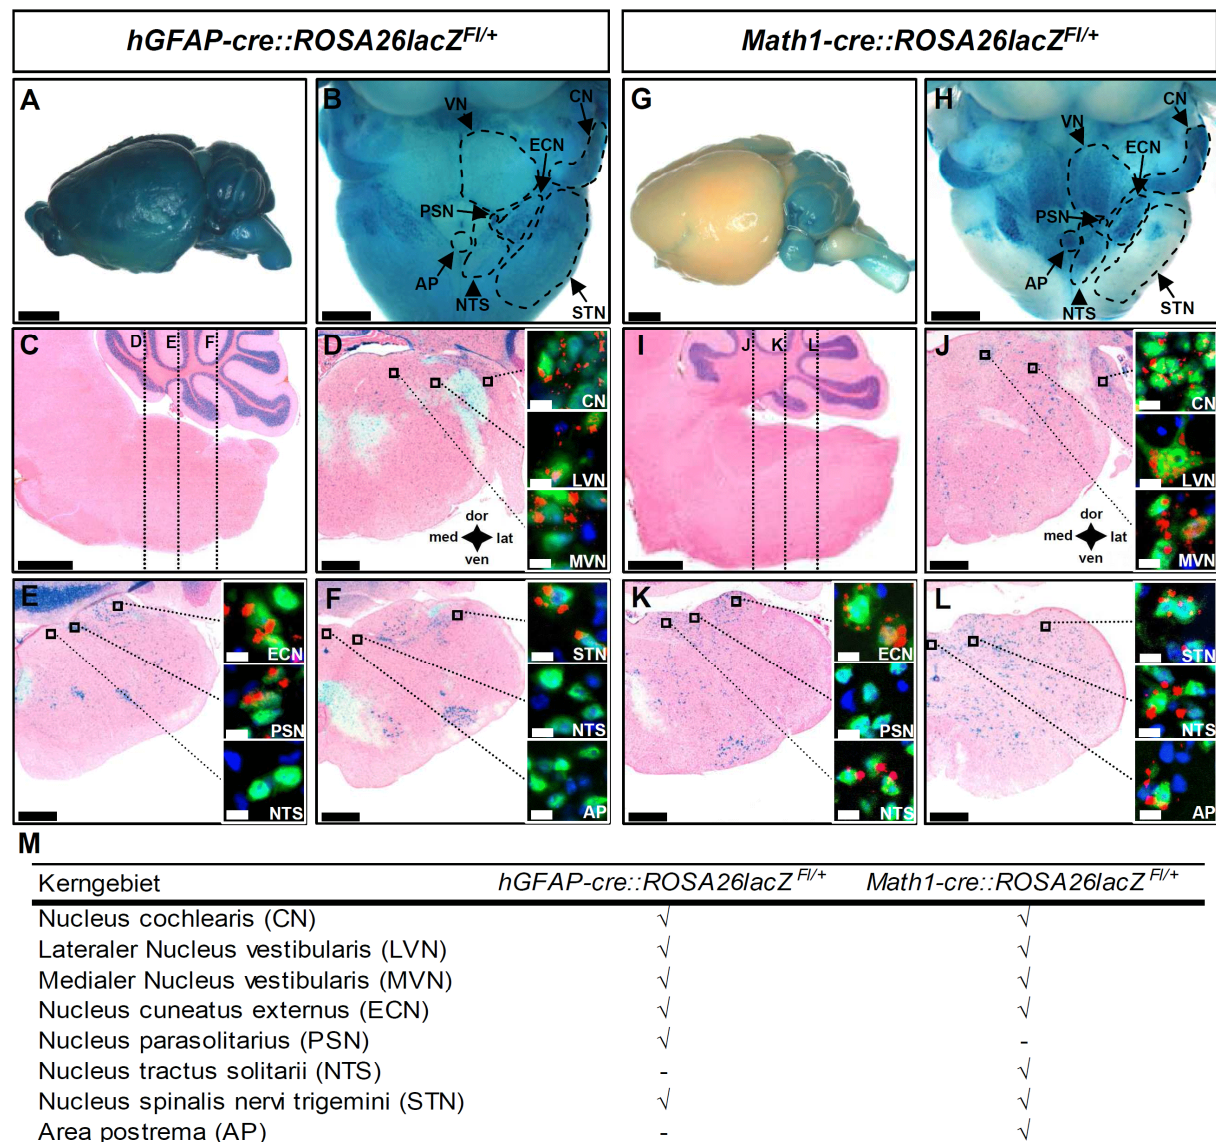 hGFAP-cre::ROSA26lacZ^Fl/+
Math1-cre::ROSA26lacZ^Fl/+
A
B
VN
CN
ECN
PSN
AP
NTS
STN
G
H
VN
CN
ECN
PSN
AP
NTS
STN
C
D
E
F
D
CN
LVN
MVN
dor
med
lat
ven
I
J
K
L
J
CN
LVN
MVN
dor
med
lat
ven
E
ECN
PSN
NTS
F
STN
NTS
AP
K
ECN
PSN
NTS
L
STN
NTS
AP
M
Kerngebiet hGFAP-cre::ROSA26lacZ^Fl/+ Math1-cre::ROSA26lacZ^Fl/+
Nucleus cochlearis (CN) √ √
Lateraler Nucleus vestibularis (LVN) √ √
Medialer Nucleus vestibularis (MVN) √ √
Nucleus cuneatus externus (ECN) √ √
Nucleus parasolitarius (PSN) √ -
Nucleus tractus solitarii (NTS) - √
Nucleus spinalis nervi trigemini (STN) √ √
Area postrema (AP) - √